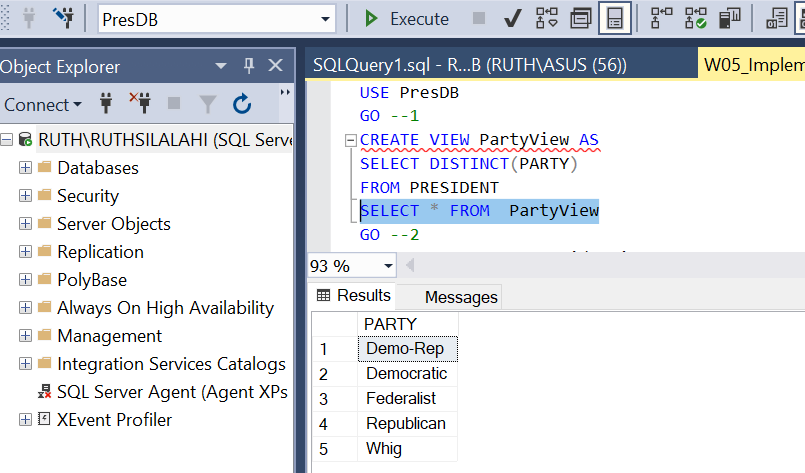 PresDB
Execute
Object Explorer
Connect
RUTH\RUTHSILALAHI (SQL Serve
Databases
Security
Server Objects
Replication
PolyBase
Always On High Availability
Management
Integration Services Catalogs
SQL Server Agent (Agent XPs
XEvent Profiler
SQLQuery1.sql - R...B (RUTH\ASUS (56))
W05_Implem
USE PresDB
GO --1
CREATE VIEW PartyView AS
SELECT DISTINCT(PARTY)
FROM PRESIDENT
SELECT * FROM  PartyView
GO --2
93 %
Results
Messages
PARTY
1 Demo-Rep
2 Democratic
3 Federalist
4 Republican
5 Whig